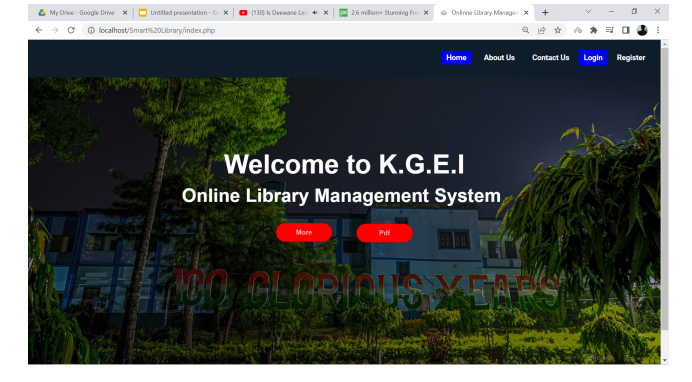 My Drive - Google Drive
Untitled presentation - G
(130) Is Deewane Lad
2.6 million+ Stunning Fre
Onlinne Library Managen
localhost/Smart%20Library/index.php
Home About Us Contact Us Login Register
Welcome to K.G.E.I
Online Library Management System
More Pdf
100 GLORIOUS YEARS